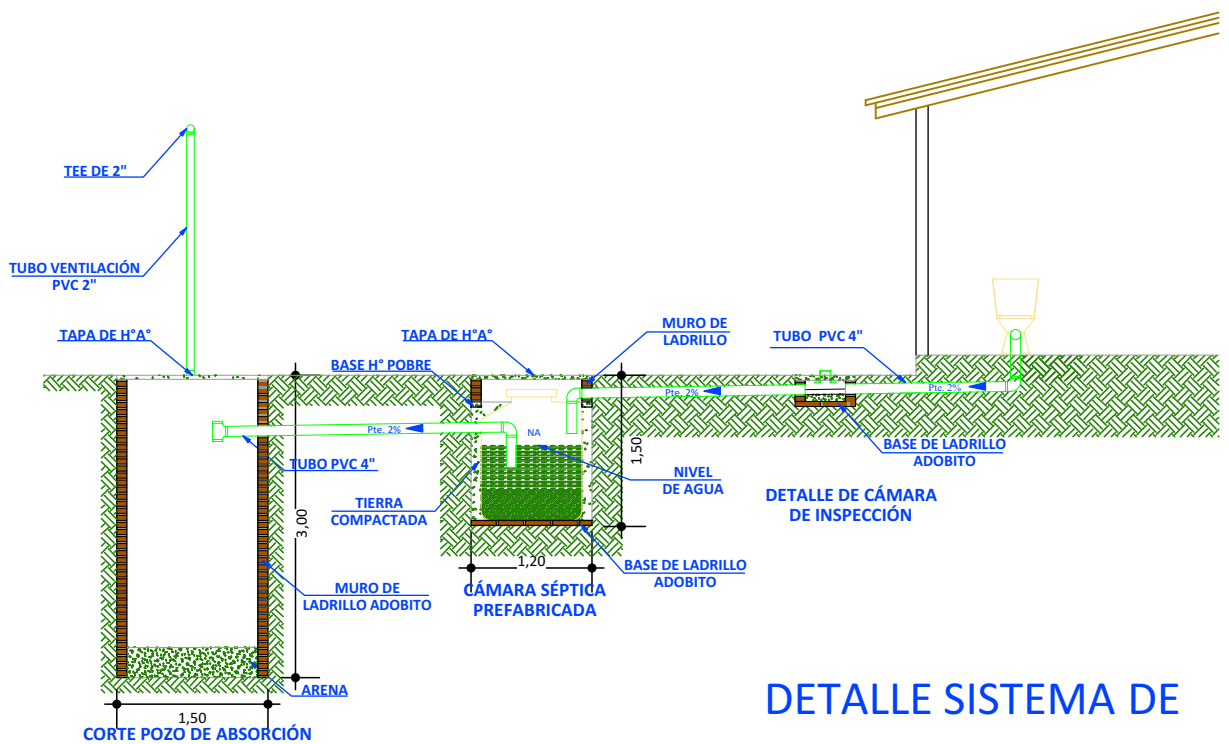 TEE DE 2"
TUBO VENTILACIÓN
PVC 2"
TAPA DE H°A°
TAPA DE H°A°
BASE H° POBRE
MURO DE
LADRILLO
TUBO PVC 4"
Pte. 2%
Pte. 2%
Pte. 2%
NA
TUBO PVC 4"
BASE DE LADRILLO
ADOBITO
NIVEL
DE AGUA
1,50
TIERRA
COMPACTADA
DETALLE DE CÁMARA
DE INSPECCIÓN
3,00
1,20
BASE DE LADRILLO
ADOBITO
CÁMARA SÉPTICA
PREFABRICADA
MURO DE
LADRILLO ADOBITO
ARENA
1,50
CORTE POZO DE ABSORCIÓN
DETALLE SISTEMA DE